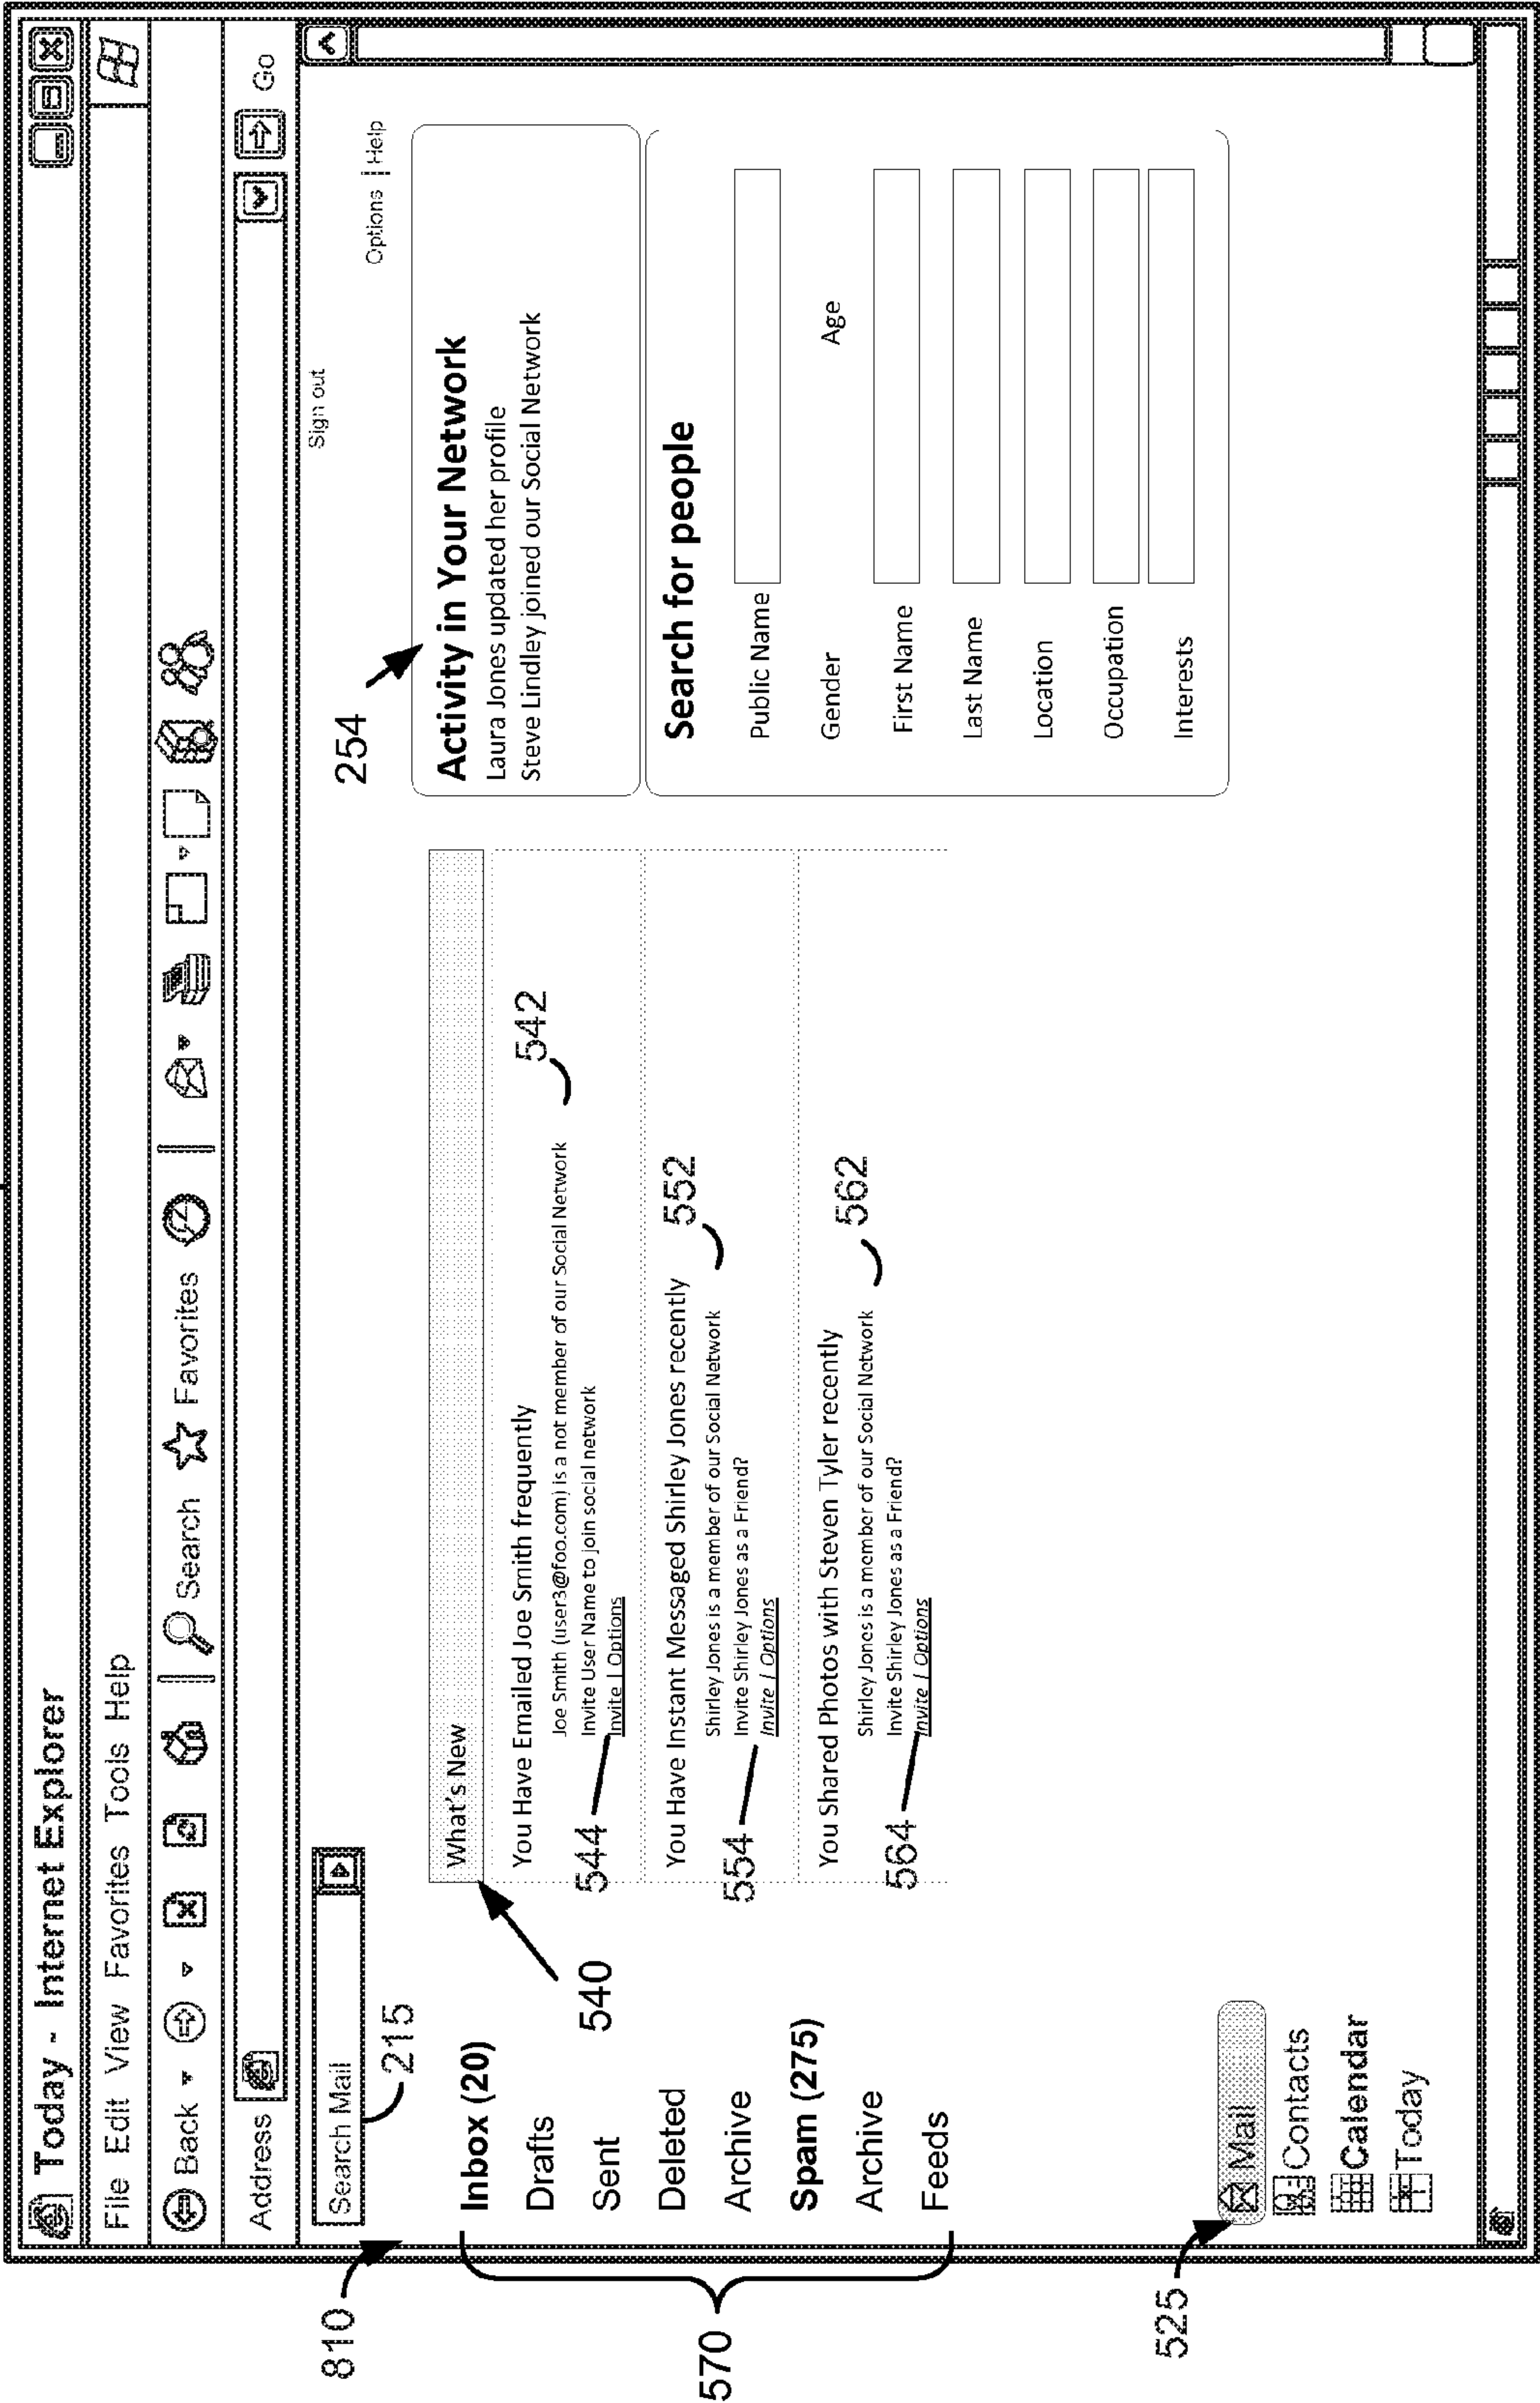 Today - Internet Explorer
File Edit View Favorites Tools Help
Back Search Favorites
Address Go
Search Mail
215
Sign out
Options | Help
810
570
Inbox (20)
Drafts
Sent
Deleted
Archive
Spam (275)
Archive
Feeds
525
Mail
Contacts
Calendar
Today
540
What's New
You Have Emailed Joe Smith frequently
542
Joe Smith (user3@foo.com) is a not member of our Social Network
Invite User Name to join social network
544
Invite | Options
You Have Instant Messaged Shirley Jones recently
552
Shirley Jones is a member of our Social Network
Invite Shirley Jones as a Friend?
554
Invite | Options
You Shared Photos with Steven Tyler recently
562
Shirley Jones is a member of our Social Network
Invite Shirley Jones as a Friend?
564
Invite | Options
254
Activity in Your Network
Laura Jones updated her profile
Steve Lindley joined our Social Network
Search for people
Public Name
Gender Age
First Name
Last Name
Location
Occupation
Interests